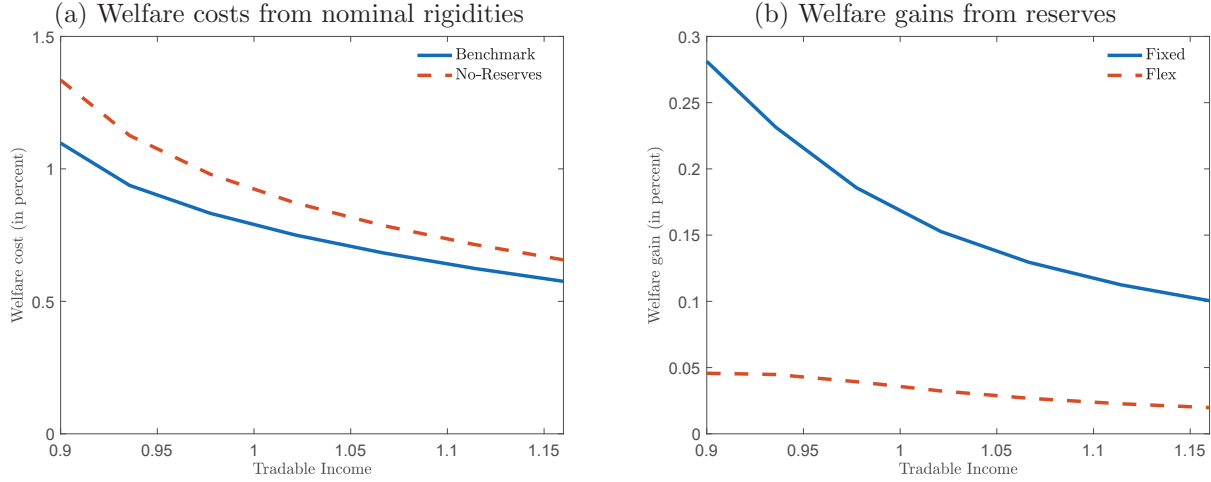 (a) Welfare costs from nominal rigidities
1.5
1
0.5
0
Welfare cost (in percent)
Benchmark
No-Reserves
0.9 0.95 1 1.05 1.1 1.15
Tradable Income
(b) Welfare gains from reserves
0.3
0.25
0.2
0.15
0.1
0.05
0
Welfare gain (in percent)
Fixed
Flex
0.9 0.95 1 1.05 1.1 1.15
Tradable Income